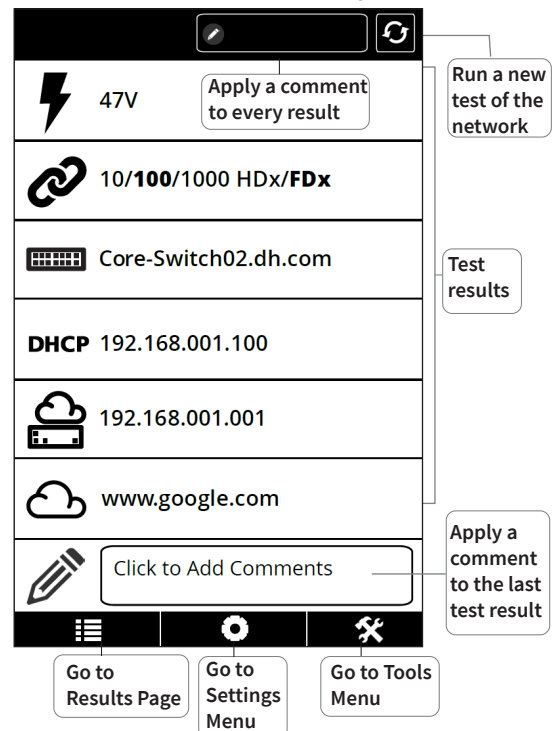 Apply a comment
to every result
Run a new
test of the
network
47V
10/100/1000 HDx/FDx
Core-Switch02.dh.com
Test
results
DHCP 192.168.001.100
192.168.001.001
www.google.com
Click to Add Comments
Apply a
comment
to the last
test result
Go to
Results Page
Go to
Settings
Menu
Go to Tools
Menu